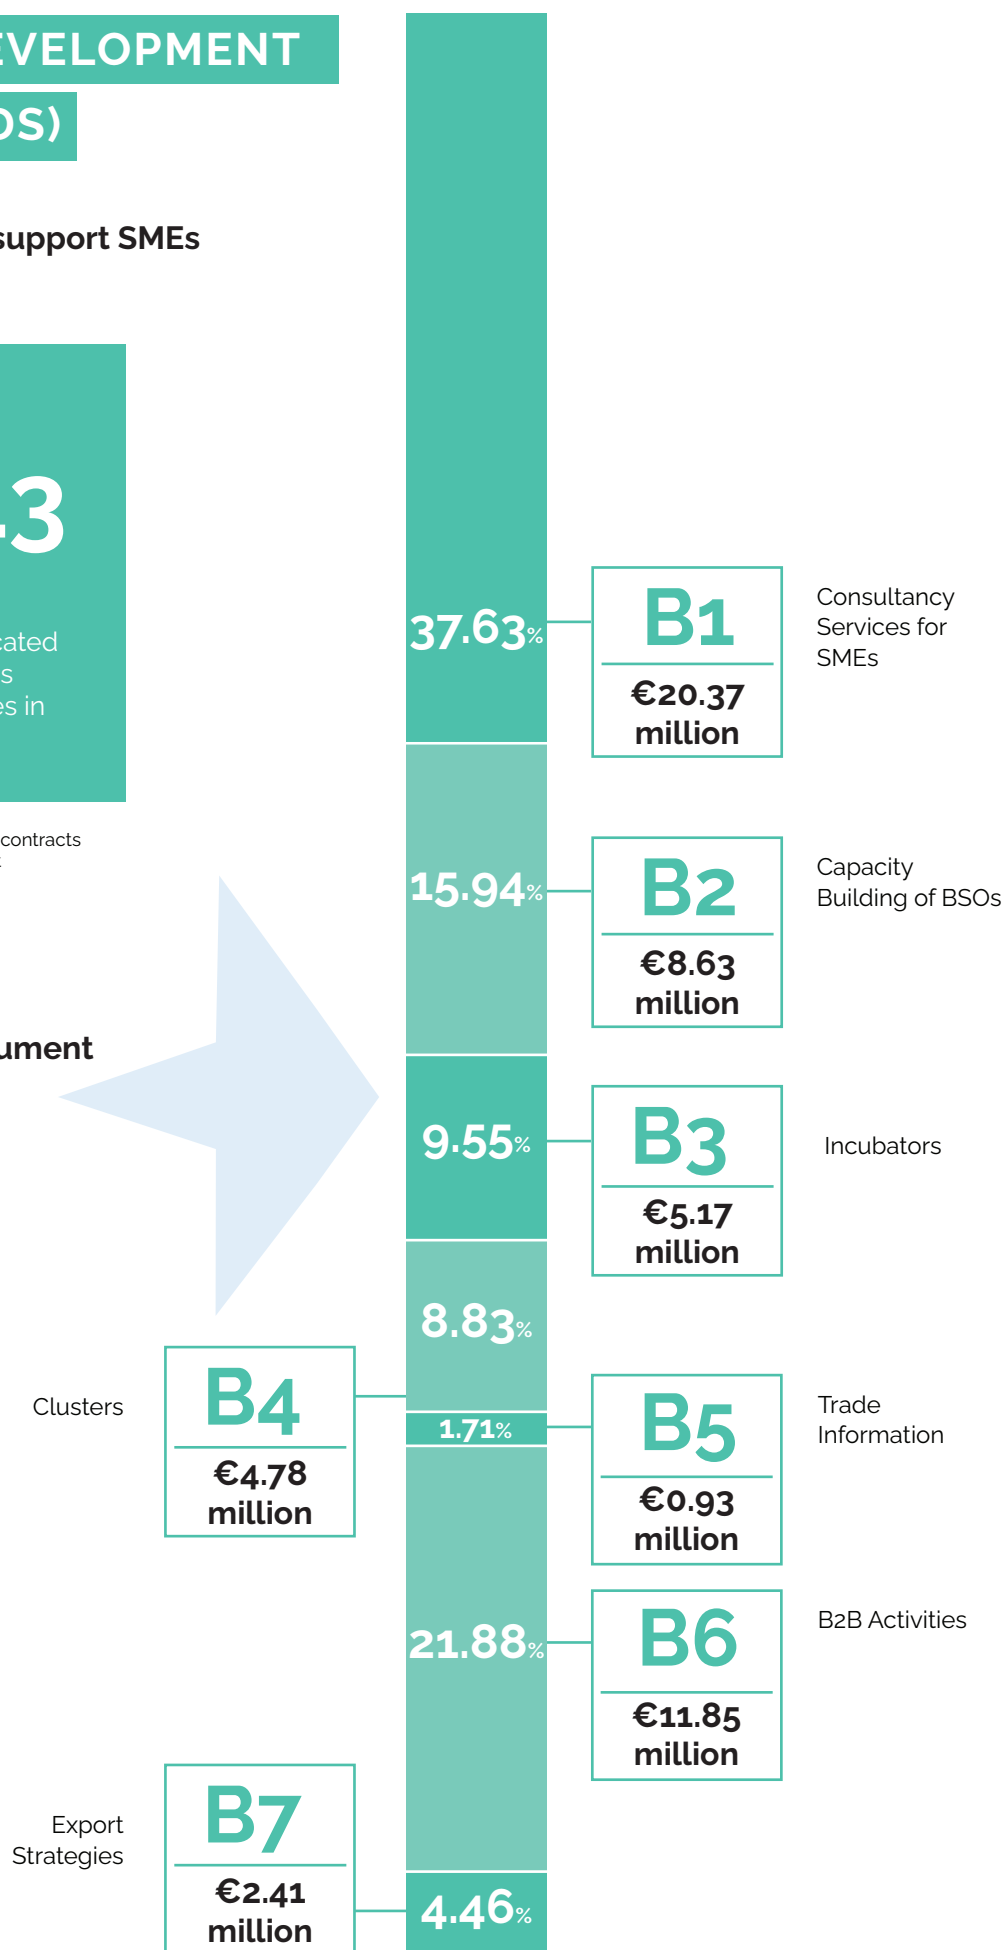 EVELOPMENT
OS)
support SMEs
43
cated
s
es in
contracts
ument
37.63%
B1
€20.37
million
Consultancy
Services for
SMEs
15.94%
B2
€8.63
million
Capacity
Building of BSOs
9.55%
B3
€5.17
million
Incubators
8.83%
Clusters
B4
€4.78
million
1.71%
B5
€0.93
million
Trade
Information
21.88%
B6
€11.85
million
B2B Activities
Export
Strategies
B7
€2.41
million
4.46%